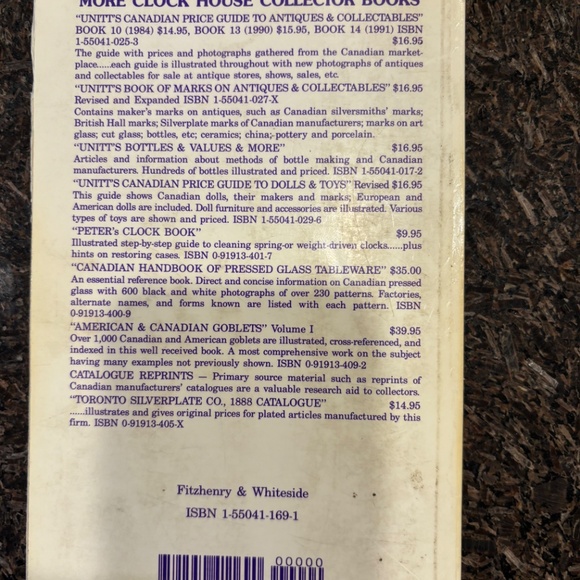 MORE CLOCK HOUSE COLLECTOR BOOKS
"UNITT'S CANADIAN PRICE GUIDE TO ANTIQUES & COLLECTABLES"
BOOK 10 (1984) $14.95, BOOK 13 (1990) $15.95, BOOK 14 (1991) ISBN
1-55041-025-3 $16.95
The guide with prices and photographs gathered from the Canadian market-
place.....each guide is illustrated throughout with new photographs of antiques
and collectables for sale at antique stores, shows, sales, etc.
"UNITT'S BOOK OF MARKS ON ANTIQUES & COLLECTABLES" $16.95
Revised and Expanded ISBN 1-55041-027-X
Contains maker's marks on antiques, such as Canadian silversmiths' marks;
British Hall marks; Silverplate marks of Canadian manufacturers; marks on art
glass; cut glass; bottles, etc; ceramics; china; pottery and porcelain.
"UNITT'S BOTTLES & VALUES & MORE" $16.95
Articles and information about methods of bottle making and Canadian
manufacturers. Hundreds of bottles illustrated and priced. ISBN 1-55041-017-2
"UNITT'S CANADIAN PRICE GUIDE TO DOLLS & TOYS" Revised $16.95
This guide shows Canadian dolls, their makers and marks; European and
American dolls are included. Doll furniture and accessories are illustrated. Various
types of toys are shown and priced. ISBN 1-55041-029-6
"PETER'S CLOCK BOOK" $9.95
Illustrated step-by-step guide to cleaning spring-or weight-driven clocks......plus
hints on restoring cases. ISBN 0-91913-401-7
"CANADIAN HANDBOOK OF PRESSED GLASS TABLEWARE" $35.00
An essential reference book. Direct and concise information on Canadian pressed
glass with 600 black and white photographs of over 230 patterns. Factories,
alternate names, and forms known are listed with each pattern. ISBN
0-91913-400-9
"AMERICAN & CANADIAN GOBLETS" Volume I $39.95
Over 1,000 Canadian and American goblets are illustrated, cross-referenced, and
indexed in this well received book. A most comprehensive work on the subject
having many examples not previously shown. ISBN 0-91913-409-2
CATALOGUE REPRINTS — Primary source material such as reprints of
Canadian manufacturers' catalogues are a valuable research aid to collectors.
"TORONTO SILVERPLATE CO., 1888 CATALOGUE" $14.95
......illustrates and gives original prices for plated articles manufactured by this
firm. ISBN 0-91913-405-X
Fitzhenry & Whiteside
ISBN 1-55041-169-1
00000